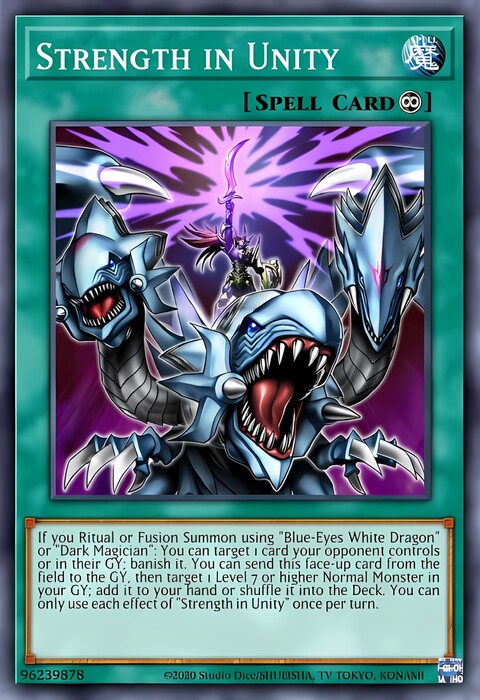 STRENGTH IN UNITY
魔
[SPELL CARD]
If you Ritual or Fusion Summon using "Blue-Eyes White Dragon"
or "Dark Magician": You can target 1 card your opponent controls
or in their GY; banish it. You can send this face-up card from the
field to the GY, then target 1 Level 7 or higher Normal Monster in
your GY; add it to your hand or shuffle it into the Deck. You can
only use each effect of "Strength in Unity" once per turn.
96239878
©2020 Studio Dice/SHUEISHA, TV TOKYO, KONAMI